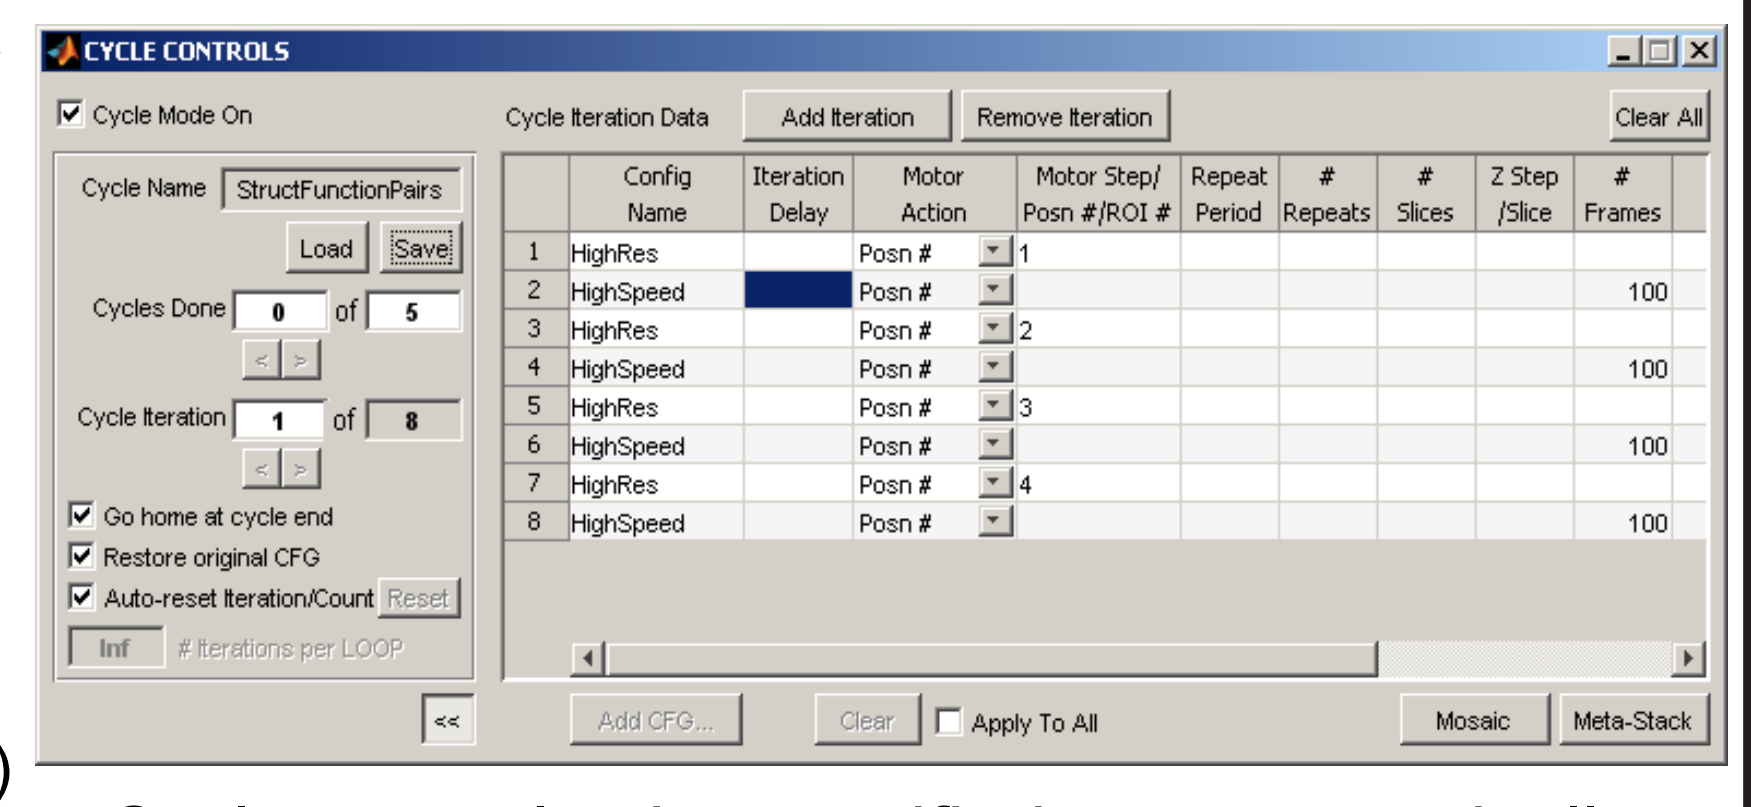 CYCLE CONTROLS
Cycle Mode On
Cycle Iteration Data Add Iteration Remove Iteration Clear All
Cycle Name StructFunctionPairs
Load Save
Cycles Done 0 of 5
< >
Cycle Iteration 1 of 8
< >
Go home at cycle end
Restore original CFG
Auto-reset Iteration/Count Reset
Inf # Iterations per LOOP
<<
Config Iteration Motor Motor Step/ Repeat # # Z Step #
Name Delay Action Posn #/ROI # Period Repeats Slices /Slice Frames
1 HighRes Posn # 1
2 HighSpeed Posn # 100
3 HighRes Posn # 2
4 HighSpeed Posn # 100
5 HighRes Posn # 3
6 HighSpeed Posn # 100
7 HighRes Posn # 4
8 HighSpeed Posn # 100
Add CFG... Clear Apply To All Mosaic Meta-Stack
)